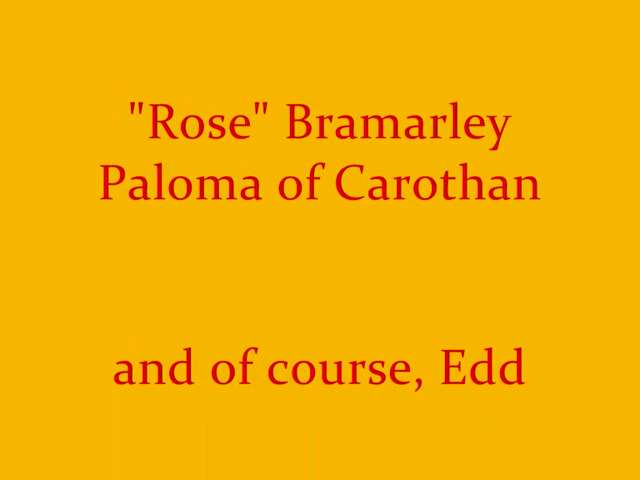 "Rose" Bramarley
Paloma of Carothan
and of course, Edd